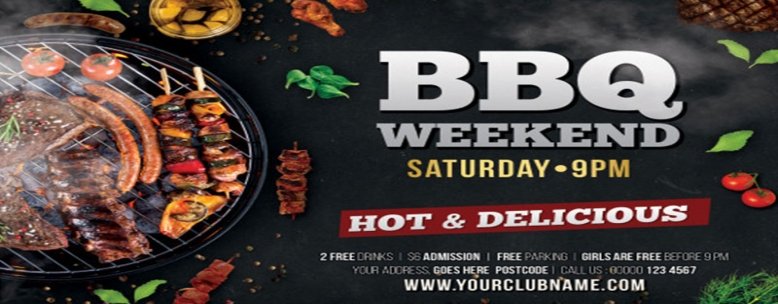 BBQ
WEEKEND
SATURDAY•9PM
HOT & DELICIOUS
2 FREE DRINKS | S6 ADMISSION | FREE PARKING | GIRLS ARE FREE BEFORE 9 PM
YOUR ADDRESS, GOES HERE POSTCODE | CALL US : 00000 123 4567
WWW.YOURCLUBNAME.COM